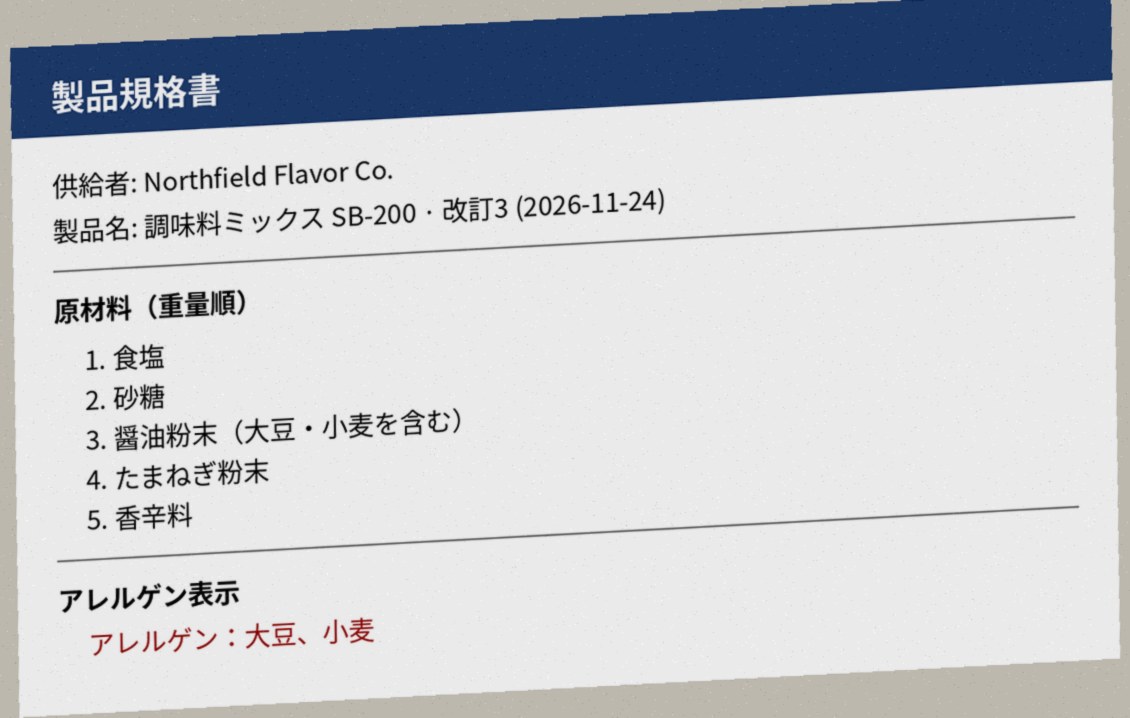 製品規格書
供給者: Northfield Flavor Co.
製品名: 調味料ミックス SB-200 · 改訂3 (2026-11-24)
原材料（重量順）
1. 食塩
2. 砂糖
3. 醤油粉末（大豆・小麦を含む）
4. たまねぎ粉末
5. 香辛料
アレルゲン表示
アレルゲン：大豆、小麦